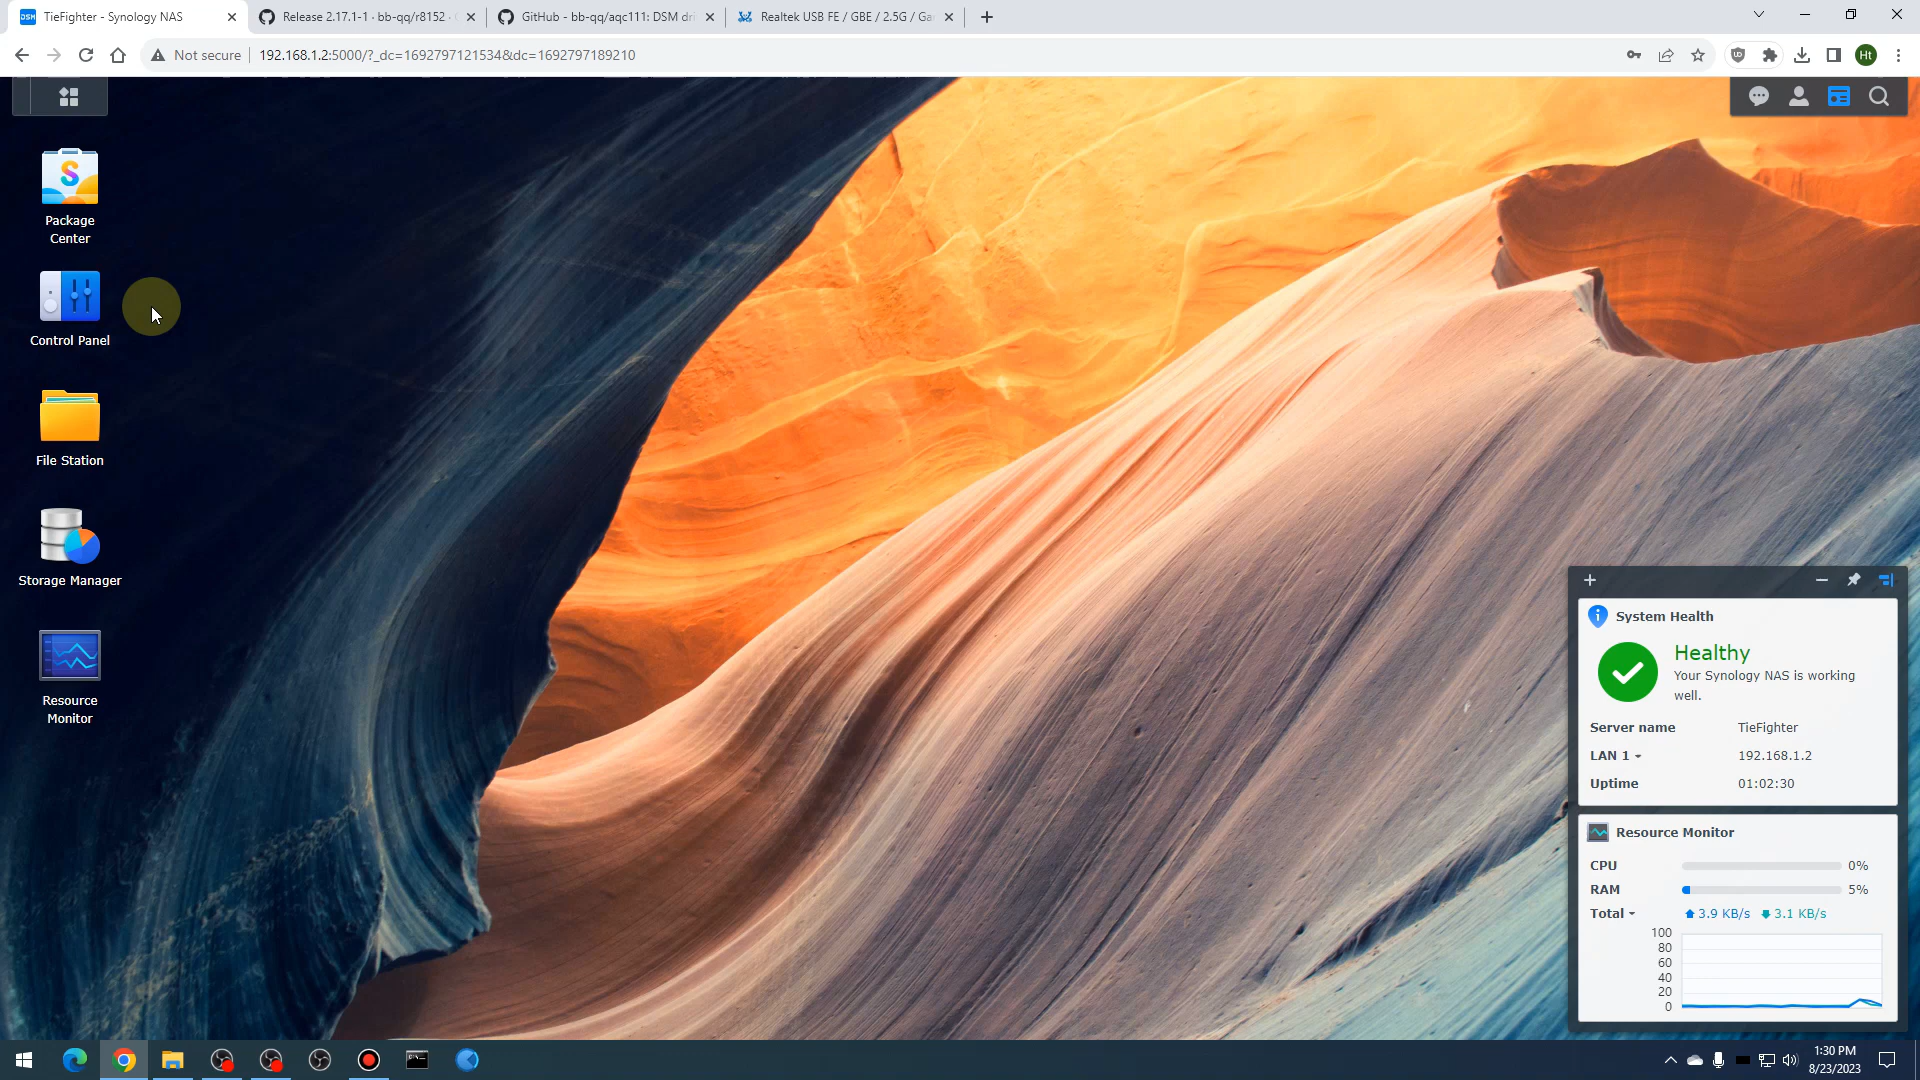 TieFighter - Synology NAS
Release 2.17.1-1 · bb-qq/r8152 ·
GitHub - bb-qq/aqc111: DSM dri
Realtek USB FE / GBE / 2.5G / Ga
Not secure
192.168.1.2:5000/?_dc=1692797121534&dc=1692797189210
Ht
Package
Center
Control Panel
File Station
Storage Manager
Resource
Monitor
System Health
Healthy
Your Synology NAS is working
well.
Server name TieFighter
LAN 1 192.168.1.2
Uptime 01:02:30
Resource Monitor
CPU 0%
RAM 5%
Total 3.9 KB/s 3.1 KB/s
100
80
60
40
20
0
1:30 PM
8/23/2023